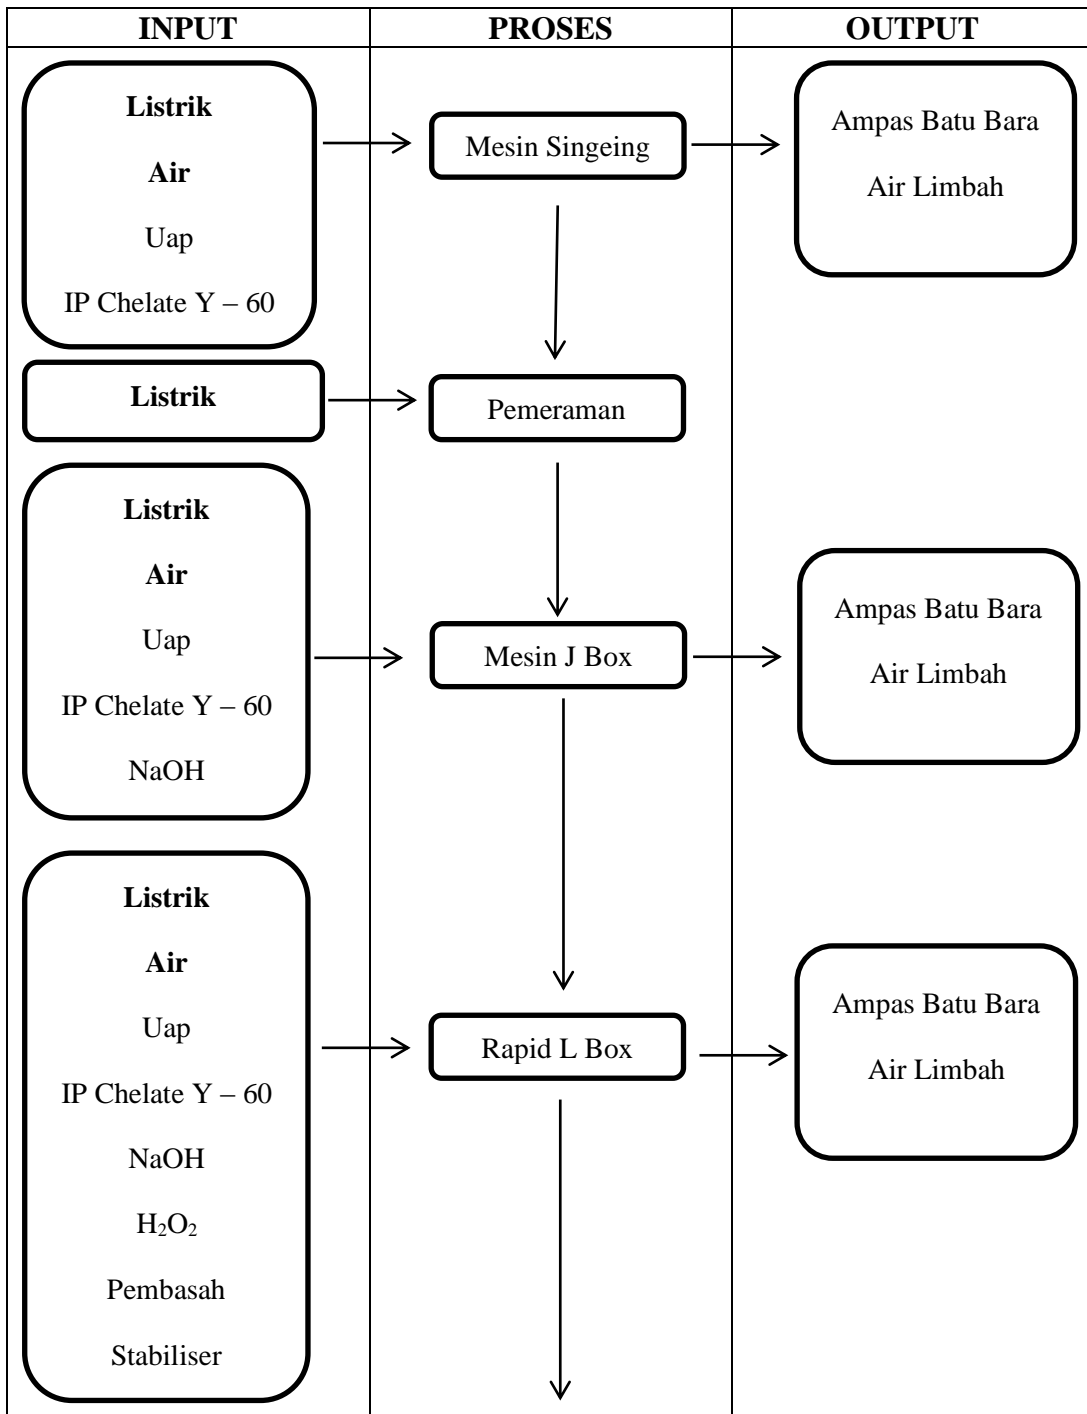 INPUT
PROSES
OUTPUT
Listrik
Air
Uap
IP Chelate Y – 60
Mesin Singeing
Ampas Batu Bara
Air Limbah
Listrik
Pemeraman
Listrik
Air
Uap
IP Chelate Y – 60
NaOH
Mesin J Box
Ampas Batu Bara
Air Limbah
Listrik
Air
Uap
IP Chelate Y – 60
NaOH
H₂O₂
Pembasah
Stabiliser
Rapid L Box
Ampas Batu Bara
Air Limbah